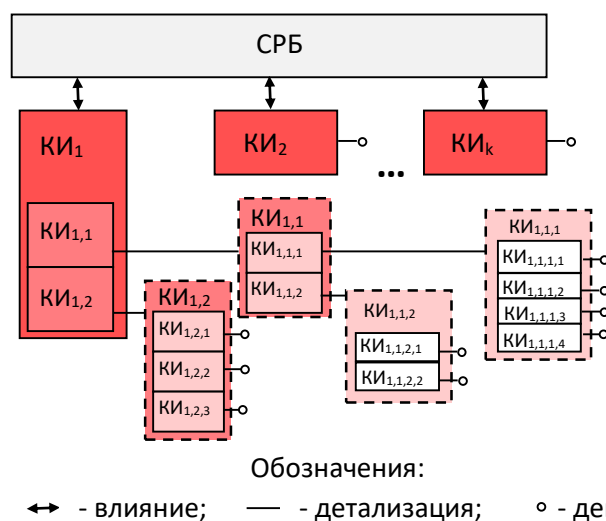 СРБ
КИ₁
КИ₂
...
КИₖ
КИ₁,₁
КИ₁,₂
КИ₁,₁
КИ₁,₁,₁
КИ₁,₁,₂
КИ₁,₂
КИ₁,₂,₁
КИ₁,₂,₂
КИ₁,₂,₃
КИ₁,₁,₂
КИ₁,₁,₂,₁
КИ₁,₁,₂,₂
КИ₁,₁,₁
КИ₁,₁,₁,₁
КИ₁,₁,₁,₂
КИ₁,₁,₁,₃
КИ₁,₁,₁,₄
Обозначения:
- влияние; - детализация; - де